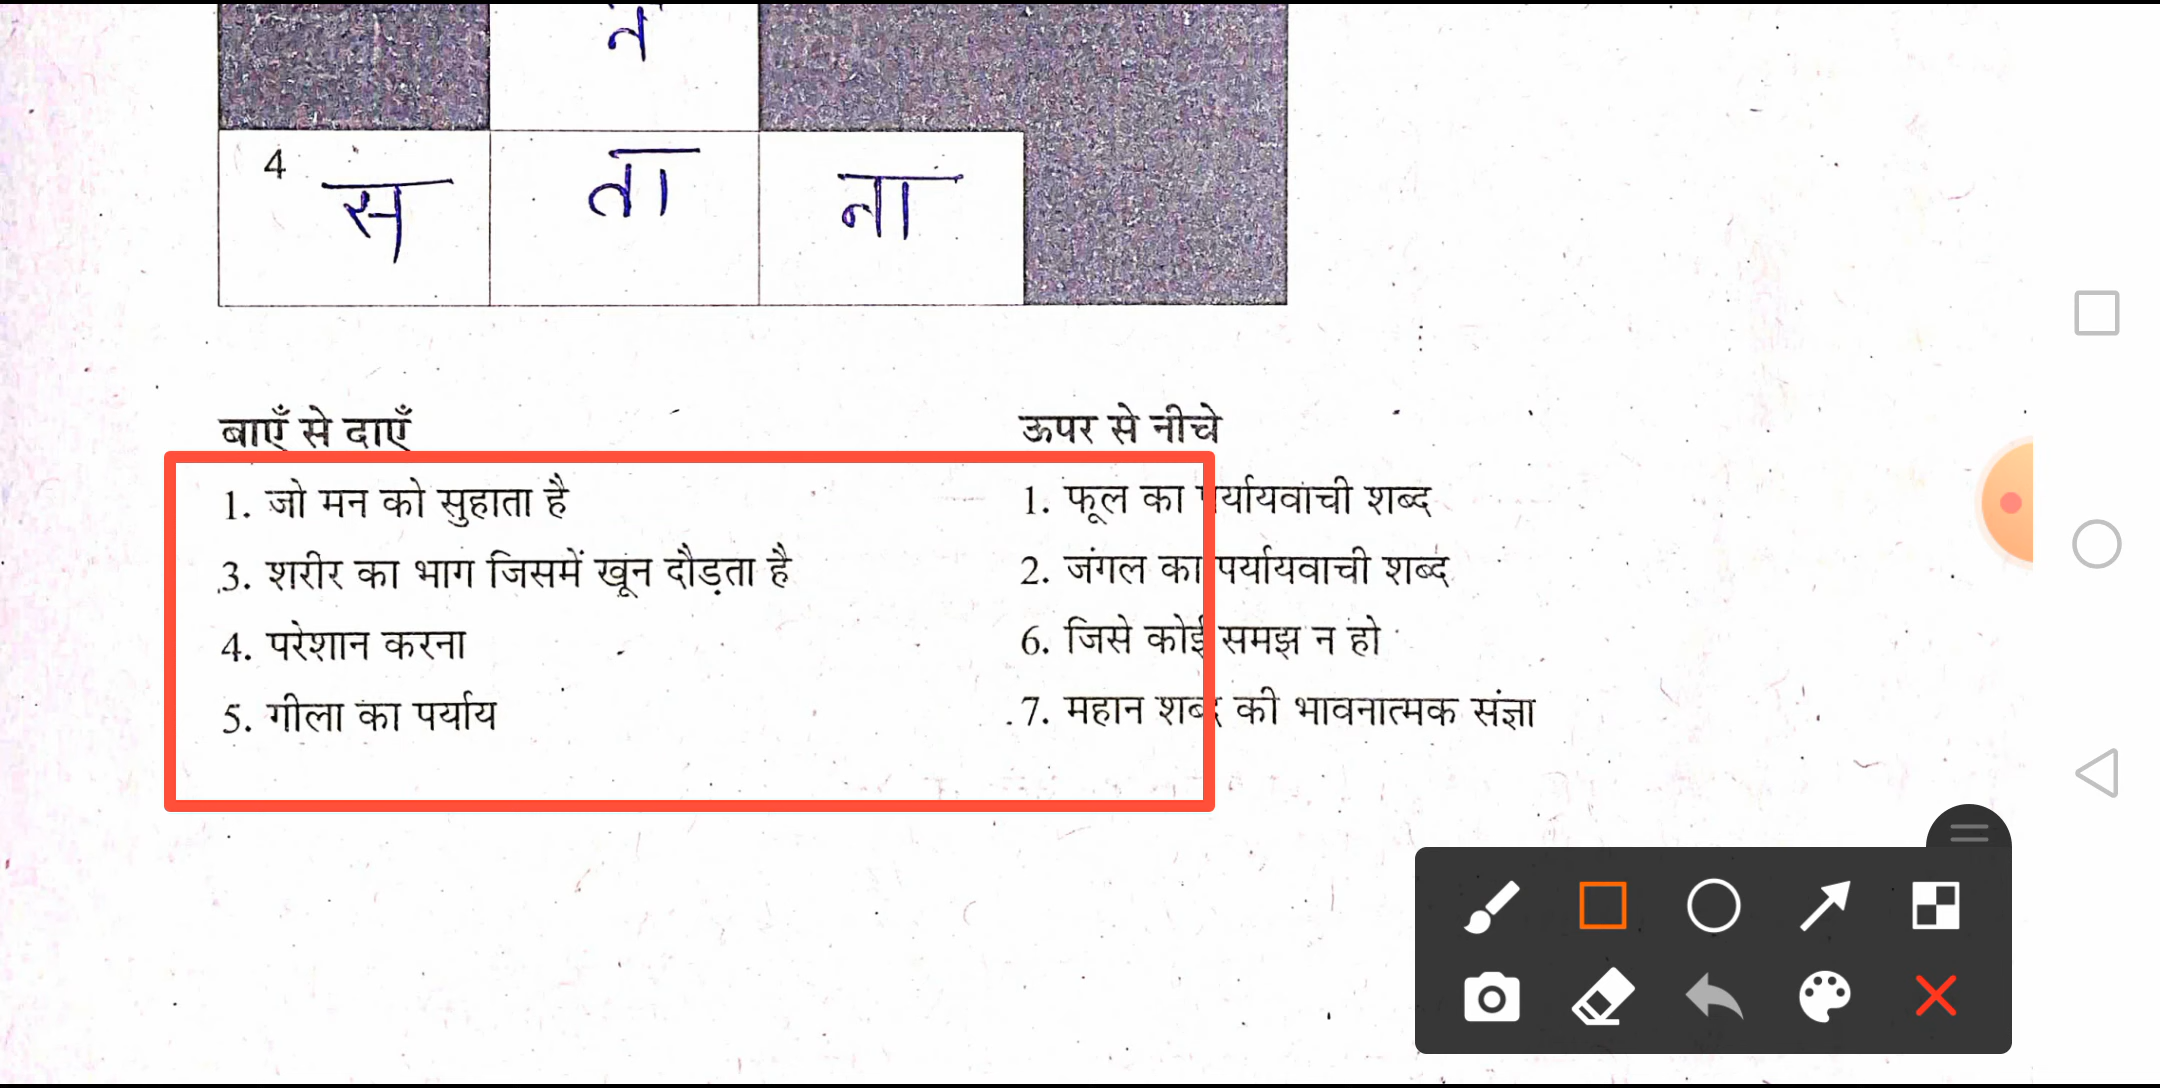 न
4 स ता ना
बाएँ से दाएँ
1. जो मन को सुहाता है
3. शरीर का भाग जिसमें खून दौड़ता है
4. परेशान करना
5. गीला का पर्याय
ऊपर से नीचे
1. फूल का पर्यायवाची शब्द
2. जंगल का पर्यायवाची शब्द
6. जिसे कोई समझ न हो
7. महान शब्द की भावनात्मक संज्ञा